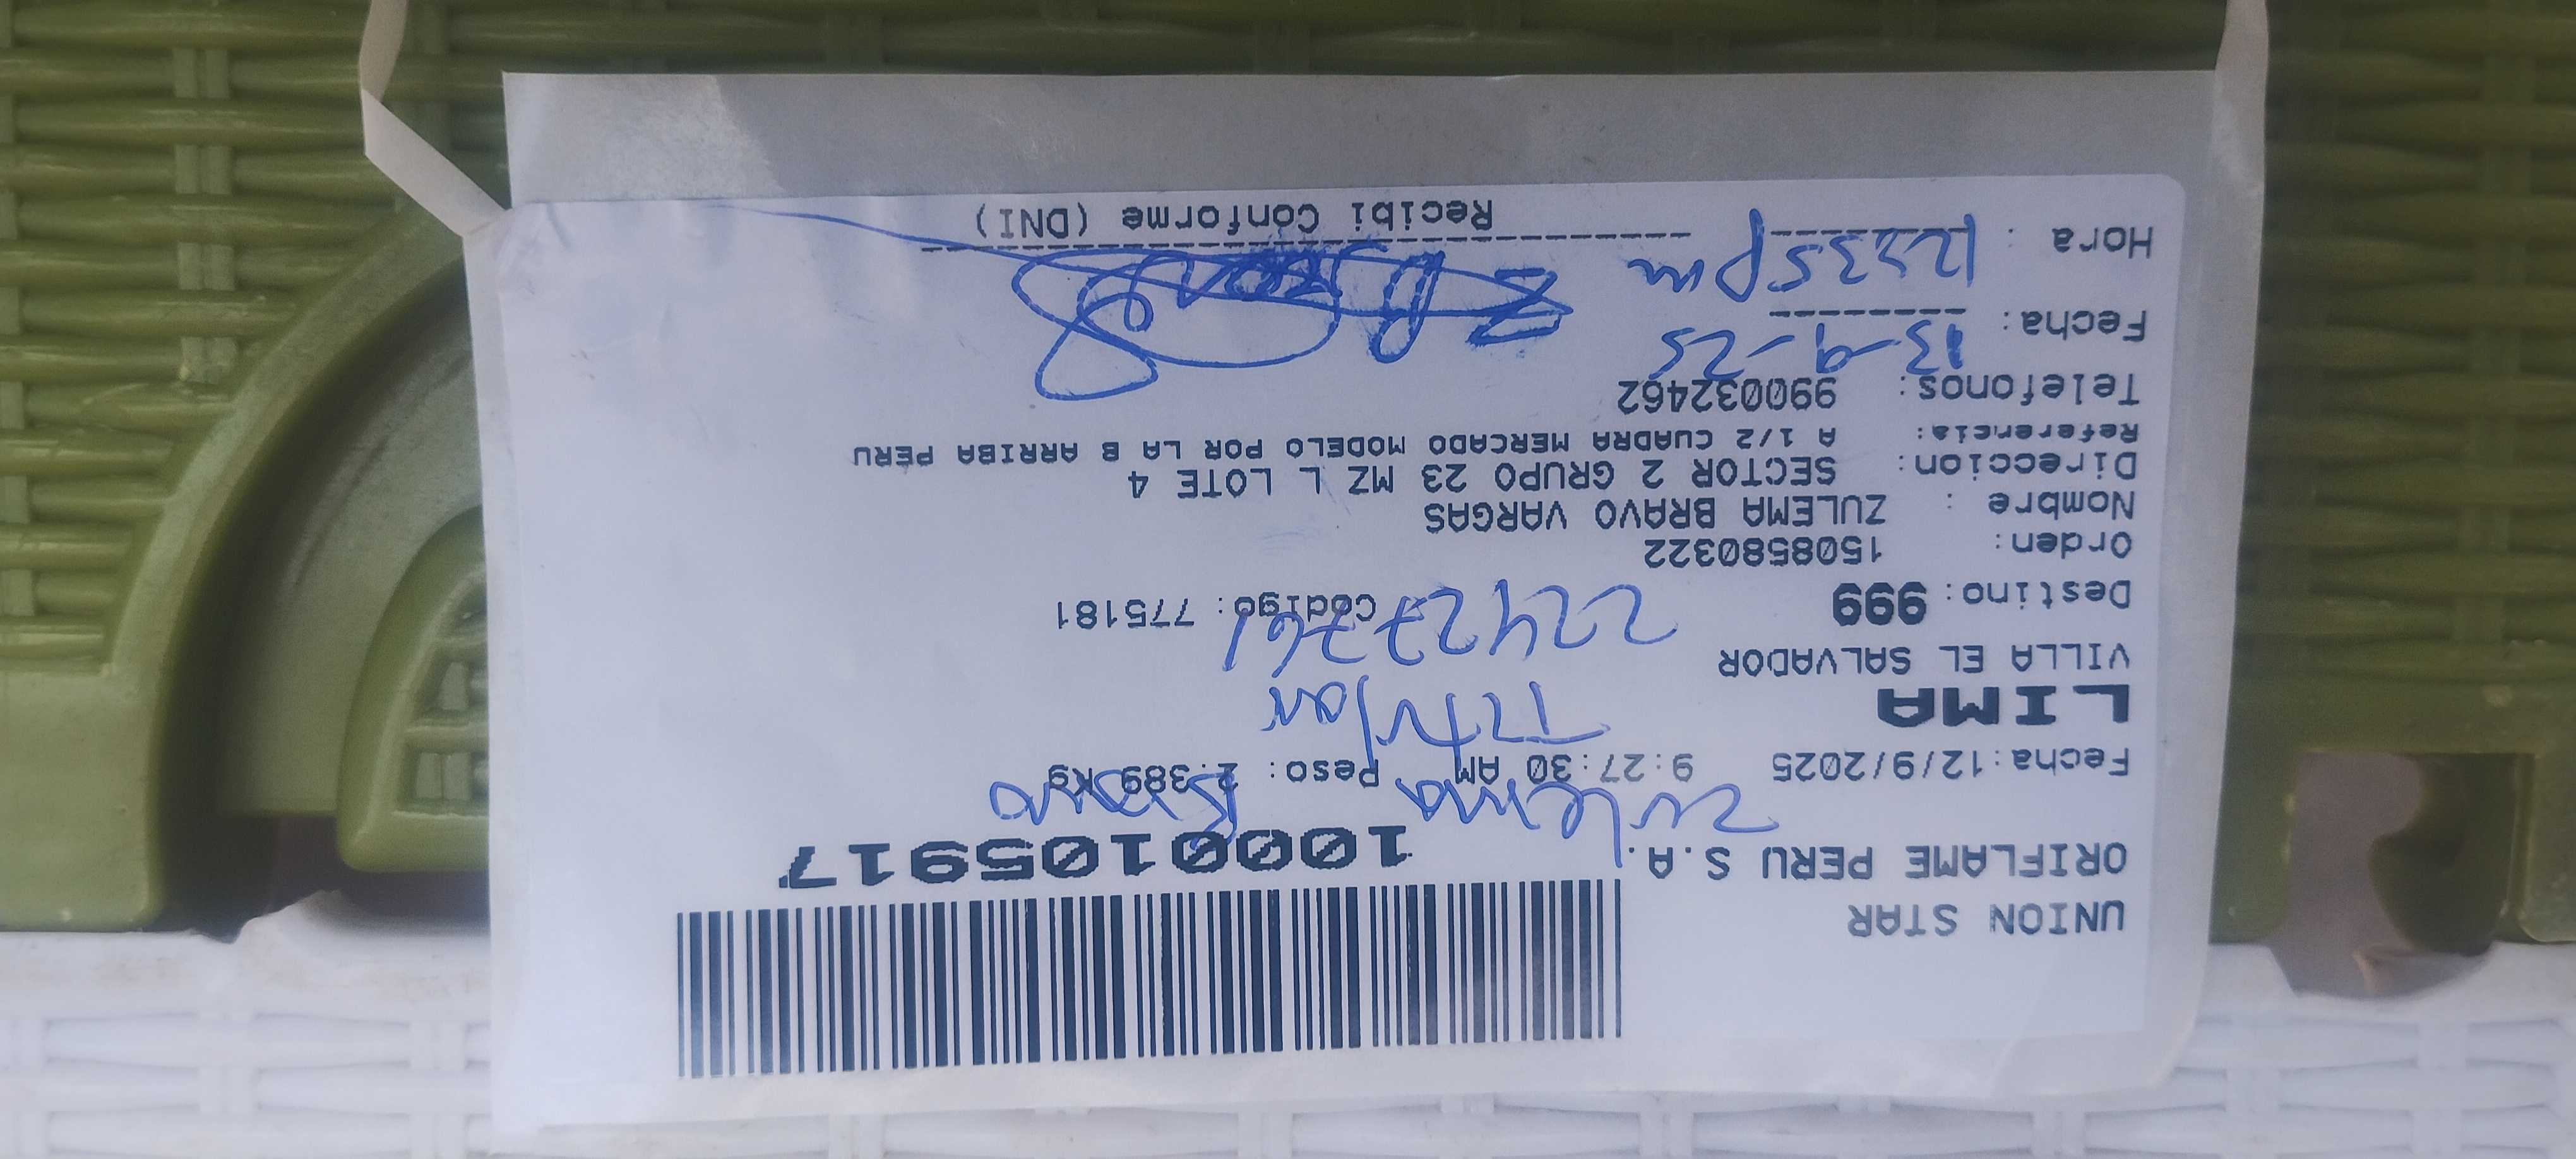 UNION STAR
ORIFLAME PERU S.A.
1000105917
Zulema Bravo
Fecha:12/9/2025 9:27:30 AM Peso: 2.389 Kg
LIMA
Titular
VILLA EL SALVADOR
22427761
Destino: 999 Codigo: 775181
Orden: 1508580322
Nombre : ZULEMA BRAVO VARGAS
Direccion: SECTOR 2 GRUPO 23 MZ L LOTE 4
Referencia: A 1/2 CUADRA MERCADO MODELO POR LA B ARRIBA PERU
Telefonos: 990032462
Fecha: 13-9-25
Hora : 12:35 pm
Recibi Conforme (DNI)